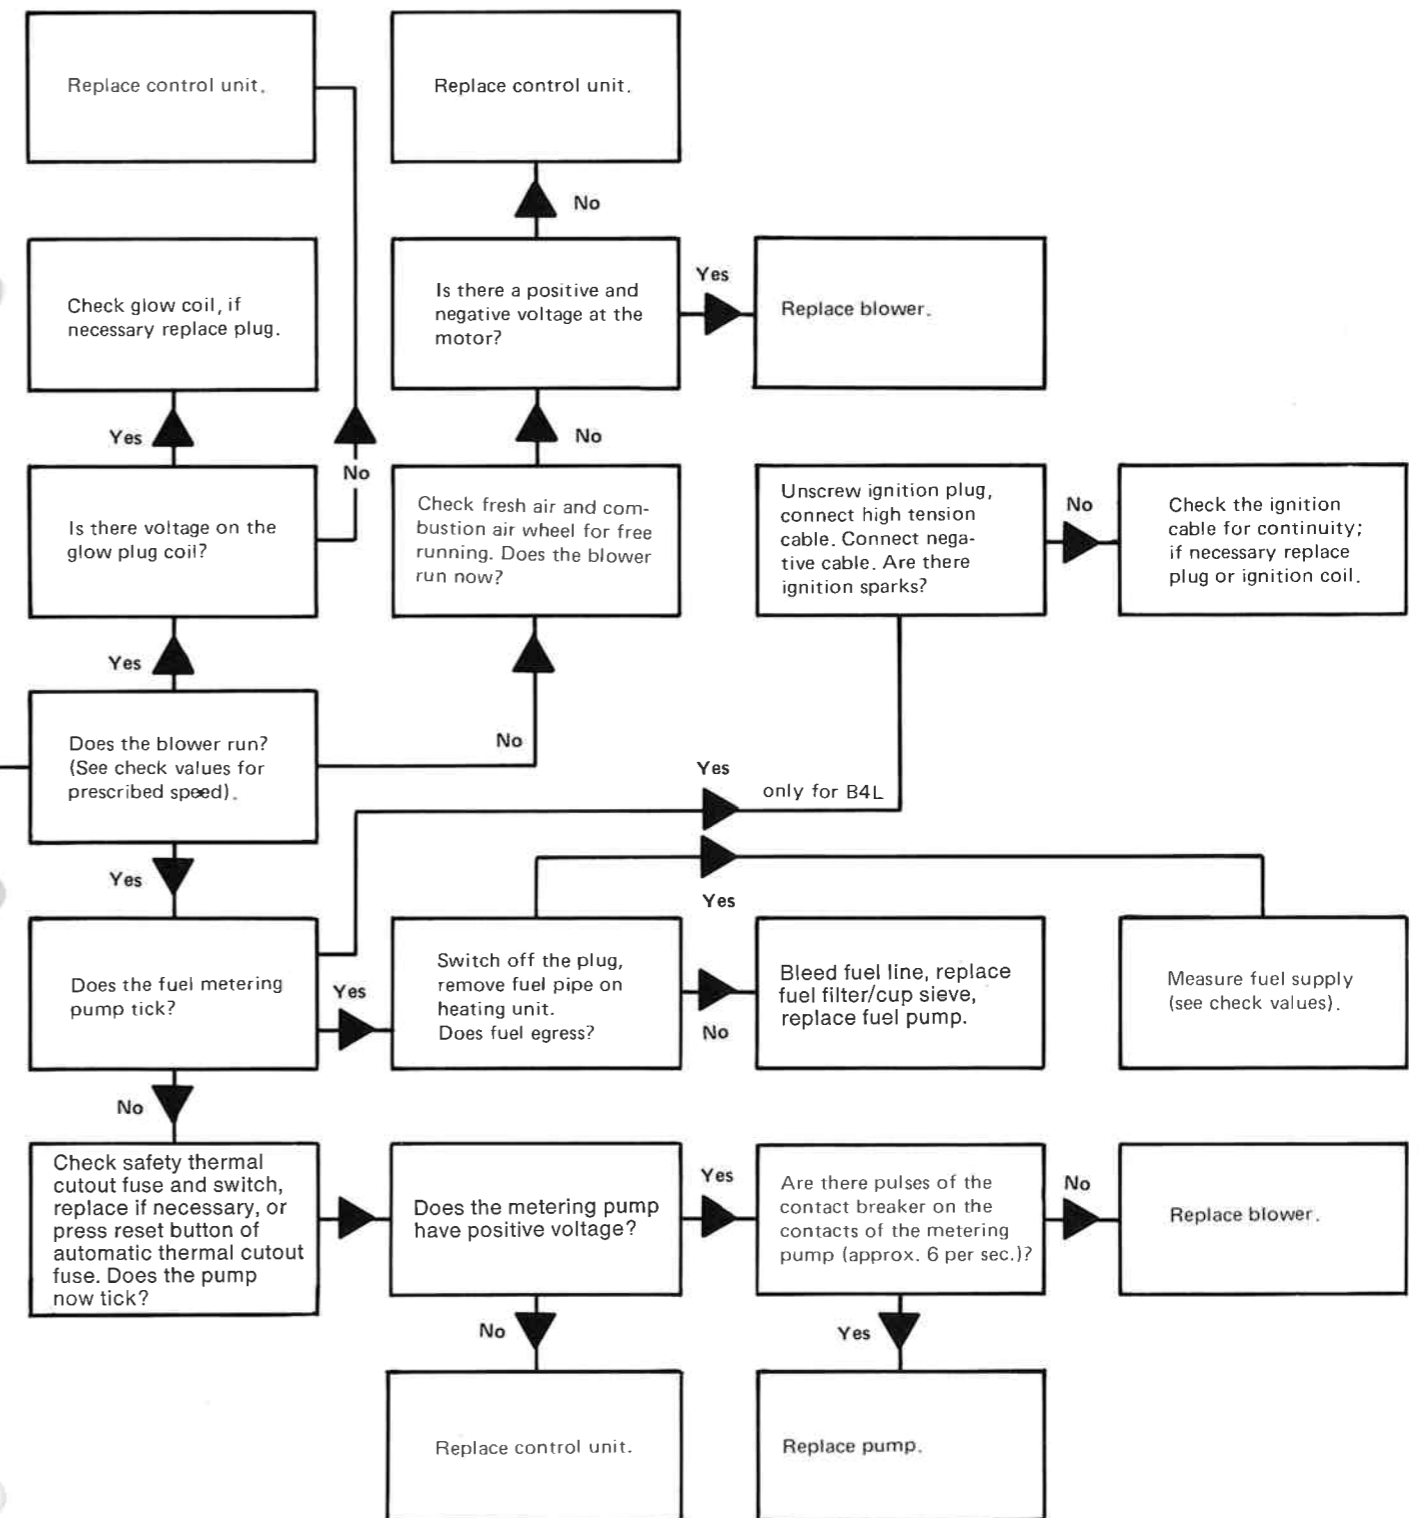 Replace control unit.
Replace control unit.
No
Check glow coil, if
necessary replace plug.
Is there a positive and
negative voltage at the
motor?
Yes
Replace blower.
Yes
No
No
Is there voltage on the
glow plug coil?
Check fresh air and com-
bustion air wheel for free
running. Does the blower
run now?
Unscrew ignition plug,
connect high tension
cable. Connect nega-
tive cable. Are there
ignition sparks?
No
Check the ignition
cable for continuity;
if necessary replace
plug or ignition coil.
Yes
Does the blower run?
(See check values for
prescribed speed).
No
Yes
only for B4L
Yes
Yes
Does the fuel metering
pump tick?
Yes
Switch off the plug,
remove fuel pipe on
heating unit.
Does fuel egress?
No
Bleed fuel line, replace
fuel filter/cup sieve,
replace fuel pump.
Measure fuel supply
(see check values).
No
Check safety thermal
cutout fuse and switch,
replace if necessary, or
press reset button of
automatic thermal cutout
fuse. Does the pump
now tick?
Does the metering pump
have positive voltage?
Yes
Are there pulses of the
contact breaker on the
contacts of the metering
pump (approx. 6 per sec.)?
No
Replace blower.
No
Yes
Replace control unit.
Replace pump.